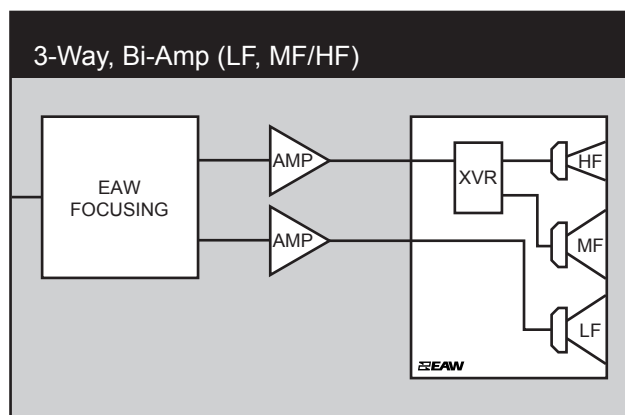 3-Way, Bi-Amp (LF, MF/HF)
EAW
FOCUSING
AMP
AMP
XVR
HF
MF
LF
EAW